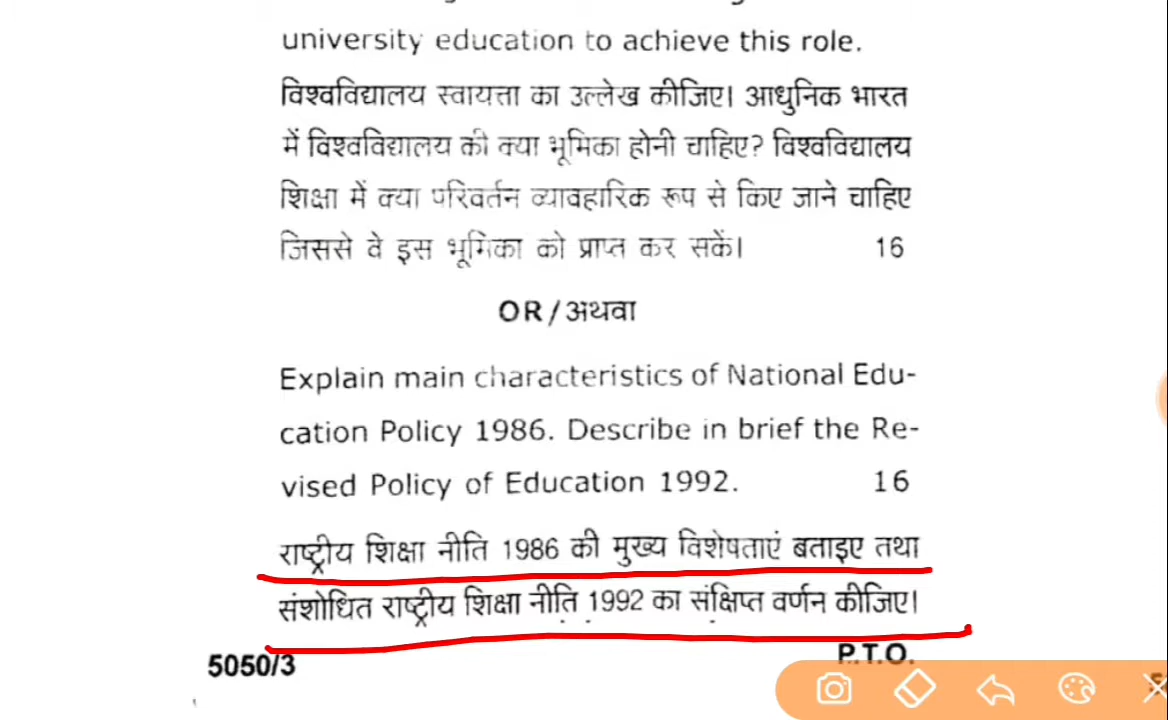 university education to achieve this role.
विश्वविद्यालय स्वायत्ता का उल्लेख कीजिए। आधुनिक भारत
में विश्वविद्यालय की क्या भूमिका होनी चाहिए? विश्वविद्यालय
शिक्षा में क्या परिवर्तन व्यावहारिक रूप से किए जाने चाहिए
जिससे वे इस भूमिका को प्राप्त कर सकें। 16
OR/अथवा
Explain main characteristics of National Edu-
cation Policy 1986. Describe in brief the Re-
vised Policy of Education 1992. 16
राष्ट्रीय शिक्षा नीति 1986 की मुख्य विशेषताएं बताइए तथा
संशोधित राष्ट्रीय शिक्षा नीति 1992 का संक्षिप्त वर्णन कीजिए।
5050/3 P.T.O.